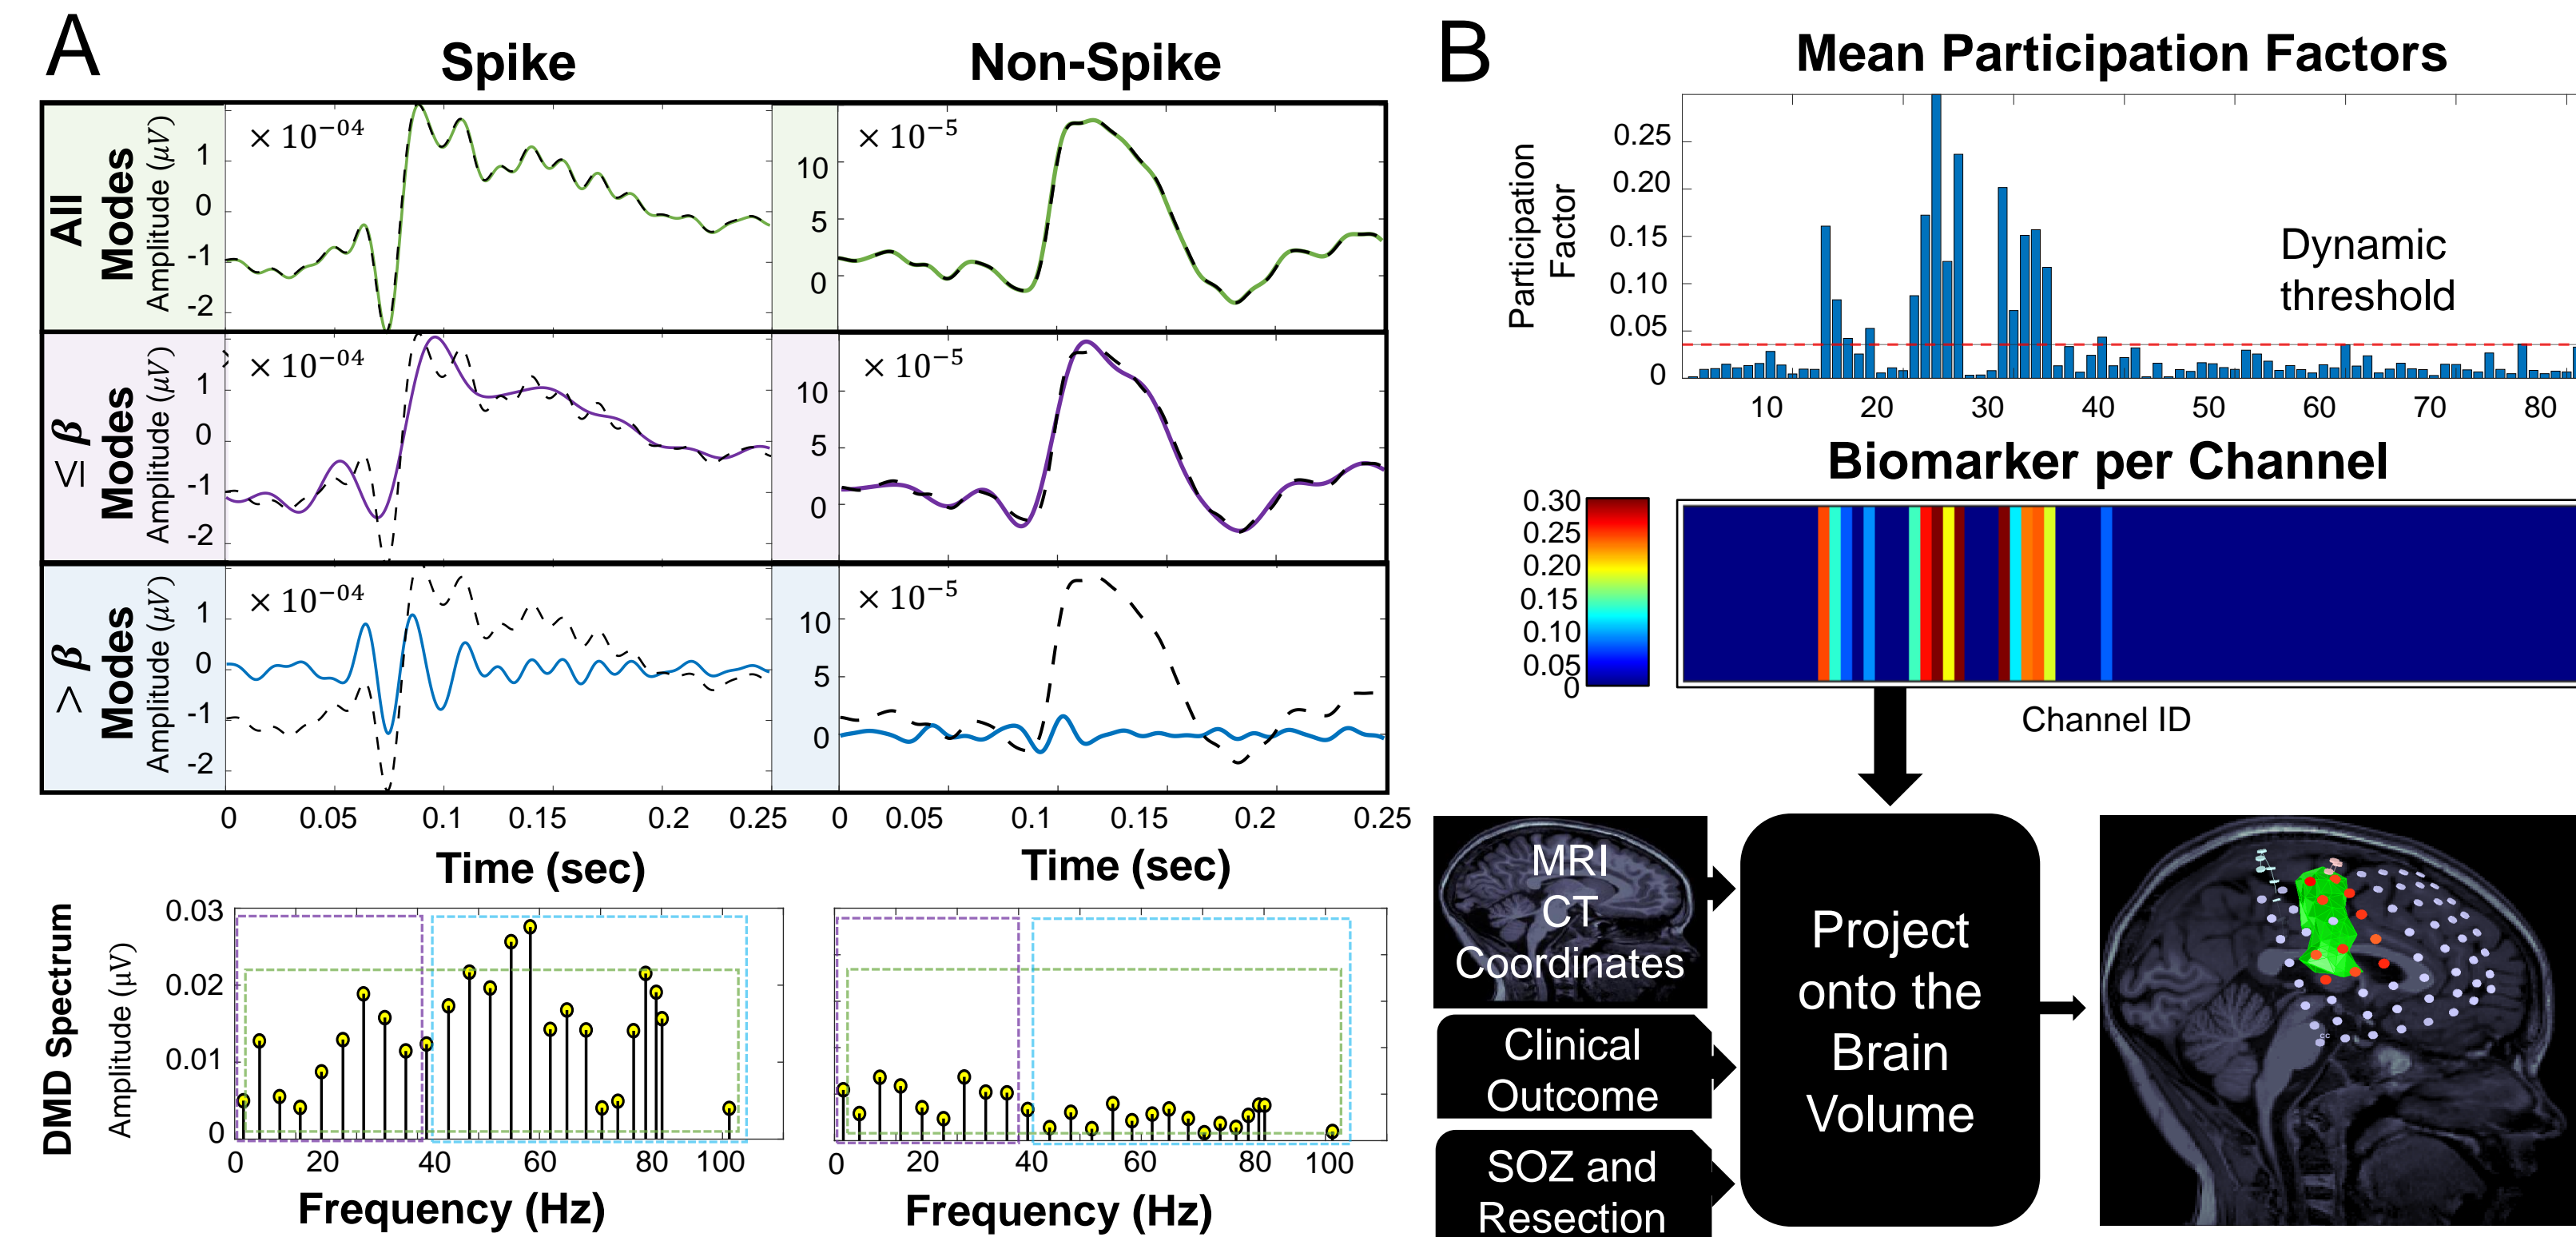 A
Spike
Non-Spike
All
Modes
Amplitude (μV)
× 10⁻⁰⁴
1
0
-1
-2
× 10⁻⁵
10
5
0
≤ β
Modes
Amplitude (μV)
× 10⁻⁰⁴
1
0
-1
-2
× 10⁻⁵
10
5
0
> β
Modes
Amplitude (μV)
× 10⁻⁰⁴
1
0
-1
-2
× 10⁻⁵
10
5
0
0 0.05 0.1 0.15 0.2 0.25
0 0.05 0.1 0.15 0.2 0.25
Time (sec)
Time (sec)
DMD Spectrum
Amplitude (μV)
0.03
0.02
0.01
0
0 20 40 60 80 100
0 20 40 60 80 100
Frequency (Hz)
Frequency (Hz)
B
Mean Participation Factors
Participation
Factor
0.25
0.20
0.15
0.10
0.05
0
Dynamic
threshold
10 20 30 40 50 60 70 80
Biomarker per Channel
0.30
0.25
0.20
0.15
0.10
0.05
0
Channel ID
MRI
CT
Coordinates
Clinical
Outcome
SOZ and
Resection
Project
onto the
Brain
Volume